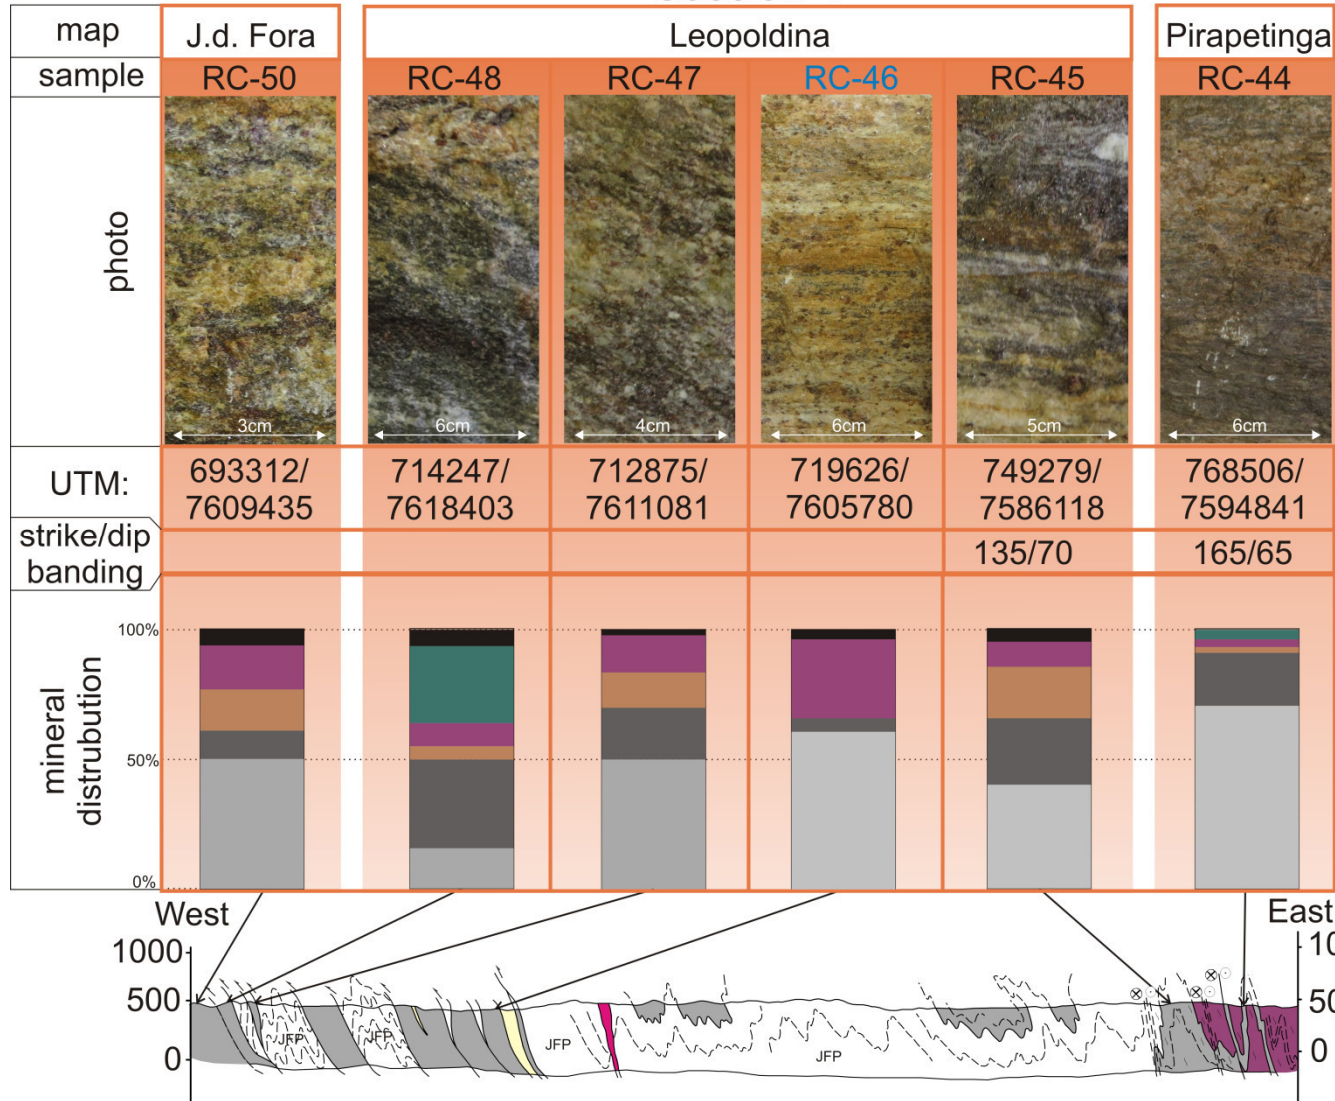 map J.d. Fora Leopoldina Pirapetinga
sample RC-50 RC-48 RC-47 RC-46 RC-45 RC-44
photo
3cm 6cm 4cm 6cm 5cm 6cm
UTM: 693312/ 714247/ 712875/ 719626/ 749279/ 768506/
7609435 7618403 7611081 7605780 7586118 7594841
strike/dip
banding 135/70 165/65
mineral
distrubution
100%
50%
0%
West East
1000 10
500 50
0 0
JFP JFP JFP JFP